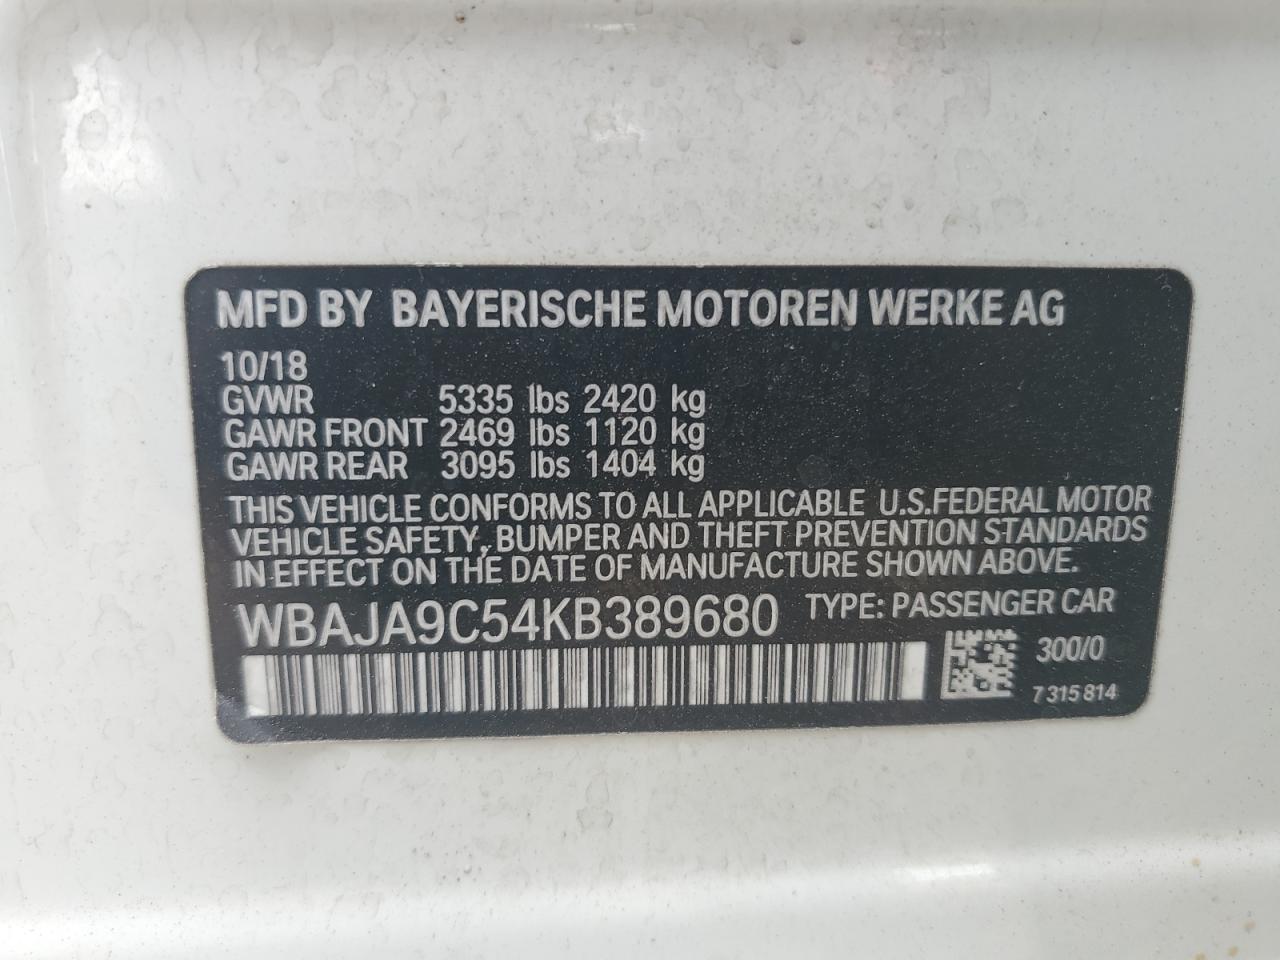 MFD BY BAYERISCHE MOTOREN WERKE AG
10/18
GVWR 5335 lbs 2420 kg
GAWR FRONT 2469 lbs 1120 kg
GAWR REAR 3095 lbs 1404 kg
THIS VEHICLE CONFORMS TO ALL APPLICABLE U.S.FEDERAL MOTOR
VEHICLE SAFETY, BUMPER AND THEFT PREVENTION STANDARDS
IN EFFECT ON THE DATE OF MANUFACTURE SHOWN ABOVE.
WBAJA9C54KB389680 TYPE: PASSENGER CAR
300/0
7 315 814